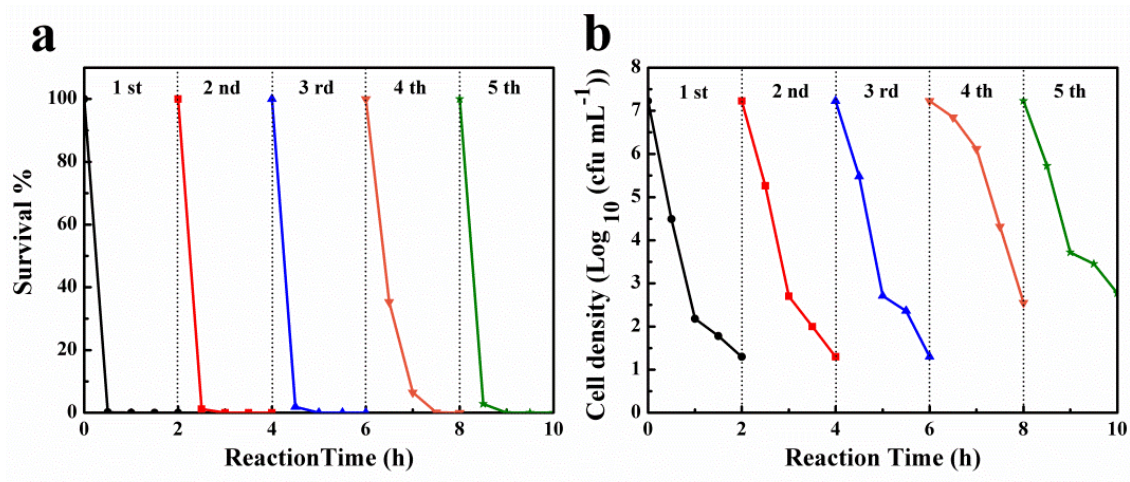 a
1 st
2 nd
3 rd
4 th
5 th
100
80
60
40
20
0
Survival %
0
2
4
6
8
10
ReactionTime (h)
b
1 st
2 nd
3 rd
4 th
5 th
8
7
6
5
4
3
2
1
0
Cell density (Log 10 (cfu mL-1))
0
2
4
6
8
10
Reaction Time (h)